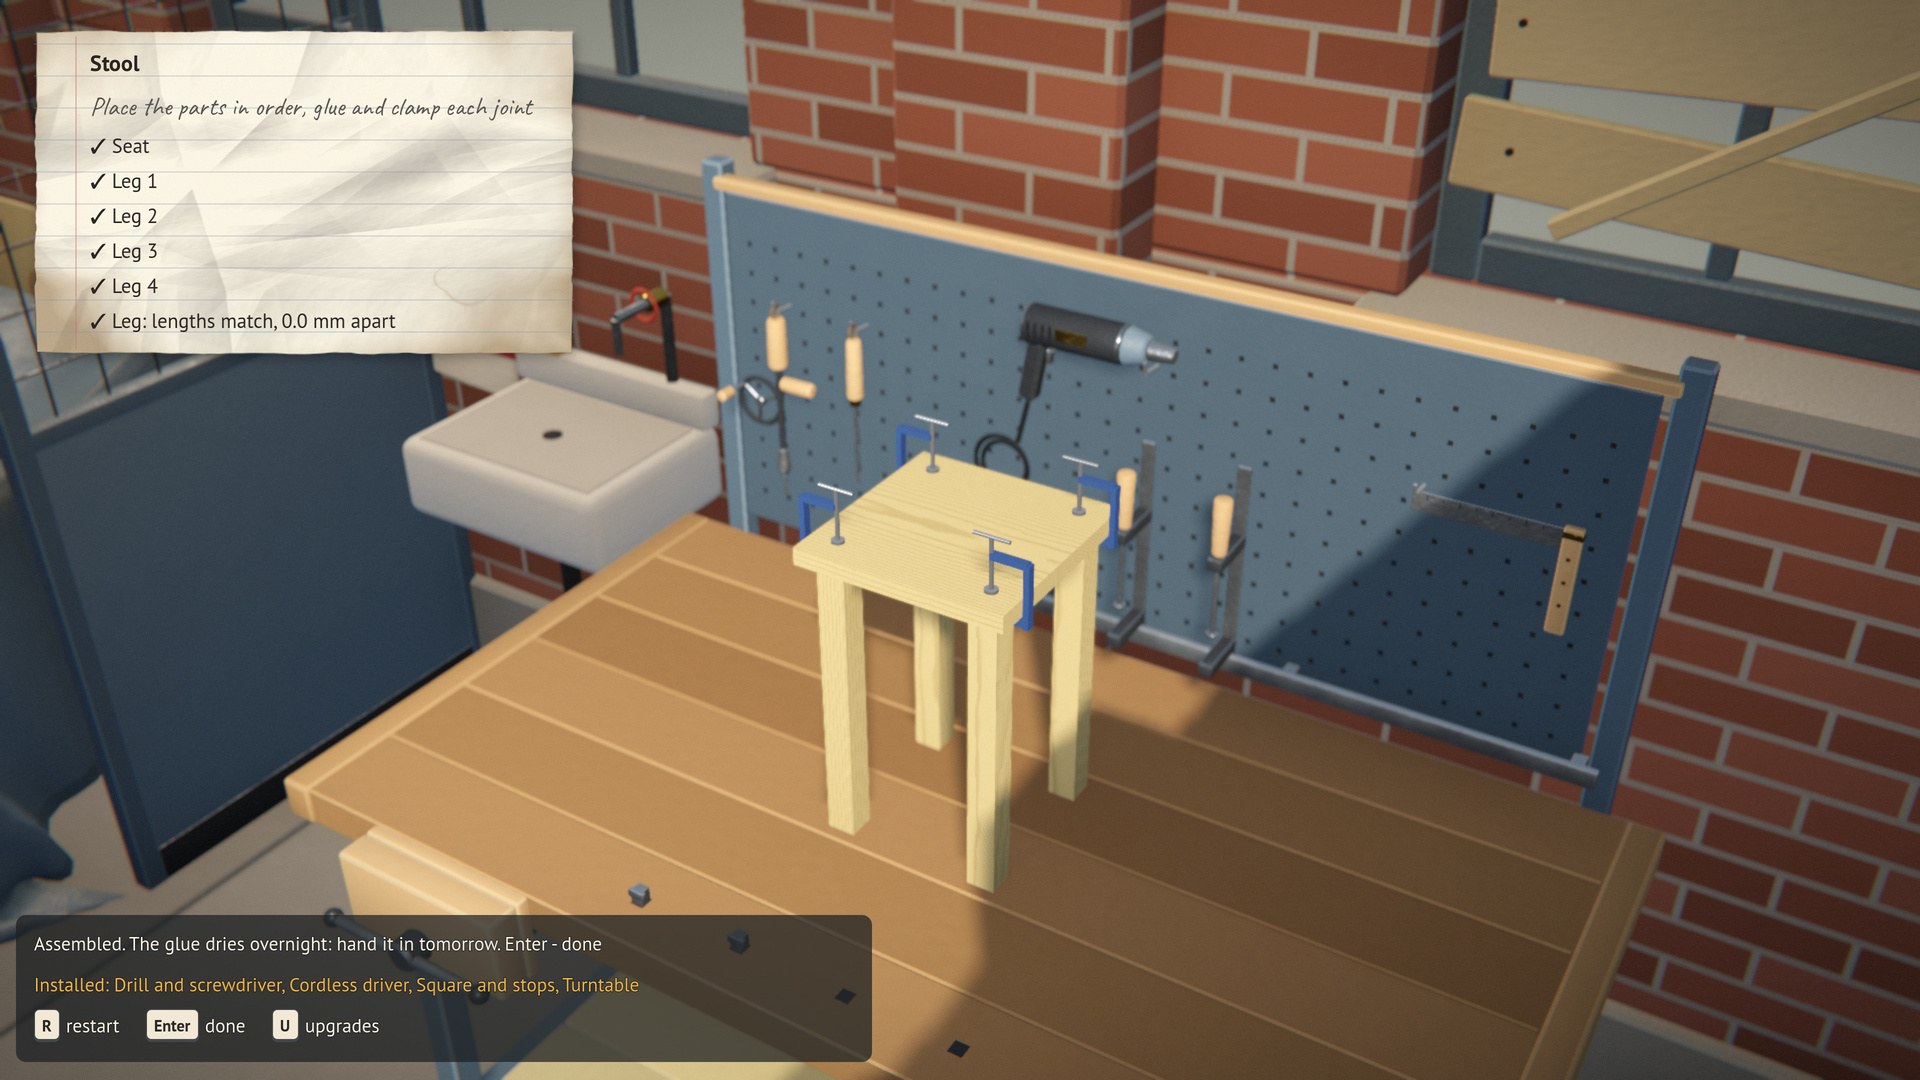 Stool
Place the parts in order, glue and clamp each joint
✓ Seat
✓ Leg 1
✓ Leg 2
✓ Leg 3
✓ Leg 4
✓ Leg: lengths match, 0.0 mm apart
Assembled. The glue dries overnight: hand it in tomorrow. Enter - done
Installed: Drill and screwdriver, Cordless driver, Square and stops, Turntable
R restart Enter done U upgrades